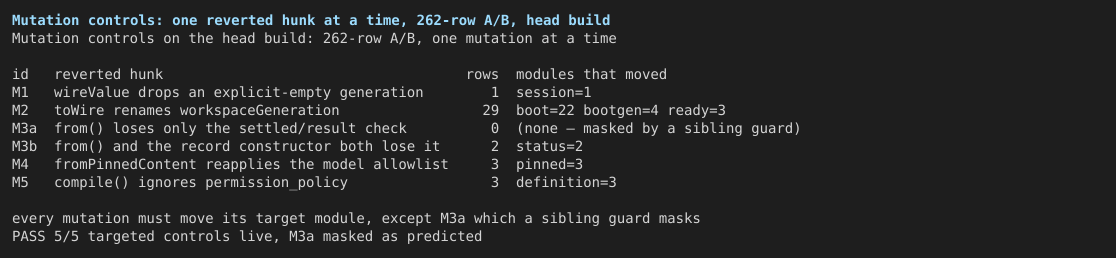 Mutation controls: one reverted hunk at a time, 262-row A/B, head build
Mutation controls on the head build: 262-row A/B, one mutation at a time
id   reverted hunk                                     rows  modules that moved
M1   wireValue drops an explicit-empty generation        1  session=1
M2   toWire renames workspaceGeneration                 29  boot=22 bootgen=4 ready=3
M3a  from() loses only the settled/result check          0  (none — masked by a sibling guard)
M3b  from() and the record constructor both lose it      2  status=2
M4   fromPinnedContent reapplies the model allowlist     3  pinned=3
M5   compile() ignores permission_policy                 3  definition=3
every mutation must move its target module, except M3a which a sibling guard masks
PASS 5/5 targeted controls live, M3a masked as predicted